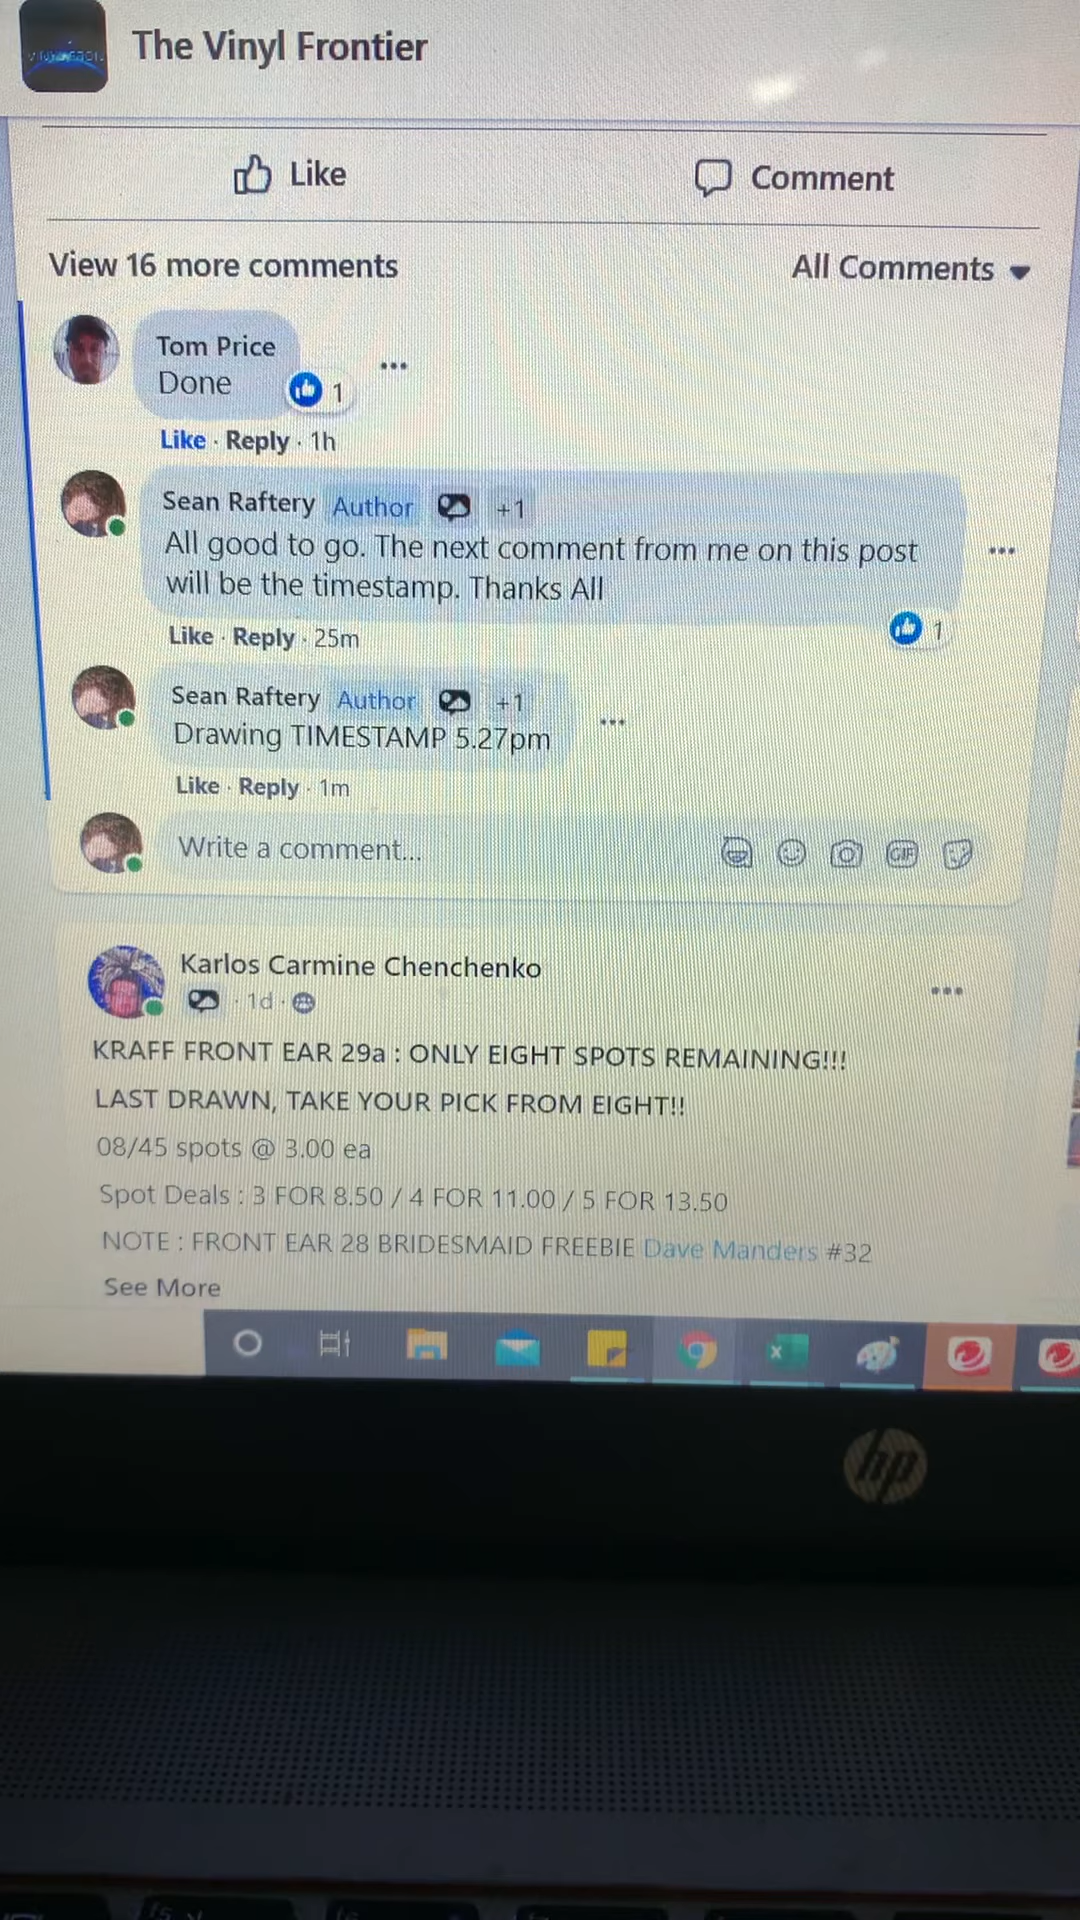 The Vinyl Frontier
Like
Comment
View 16 more comments
All Comments
Tom Price
Done
1
Like · Reply · 1h
Sean Raftery Author +1
All good to go. The next comment from me on this post
will be the timestamp. Thanks All
1
Like · Reply · 25m
Sean Raftery Author +1
Drawing TIMESTAMP 5.27pm
Like · Reply · 1m
Write a comment...
GIF
Karlos Carmine Chenchenko
· 1d ·
KRAFF FRONT EAR 29a : ONLY EIGHT SPOTS REMAINING!!!
LAST DRAWN, TAKE YOUR PICK FROM EIGHT!!
08/45 spots @ 3.00 ea
Spot Deals : 3 FOR 8.50 / 4 FOR 11.00 / 5 FOR 13.50
NOTE : FRONT EAR 28 BRIDESMAID FREEBIE Dave Manders #32
See More
hp